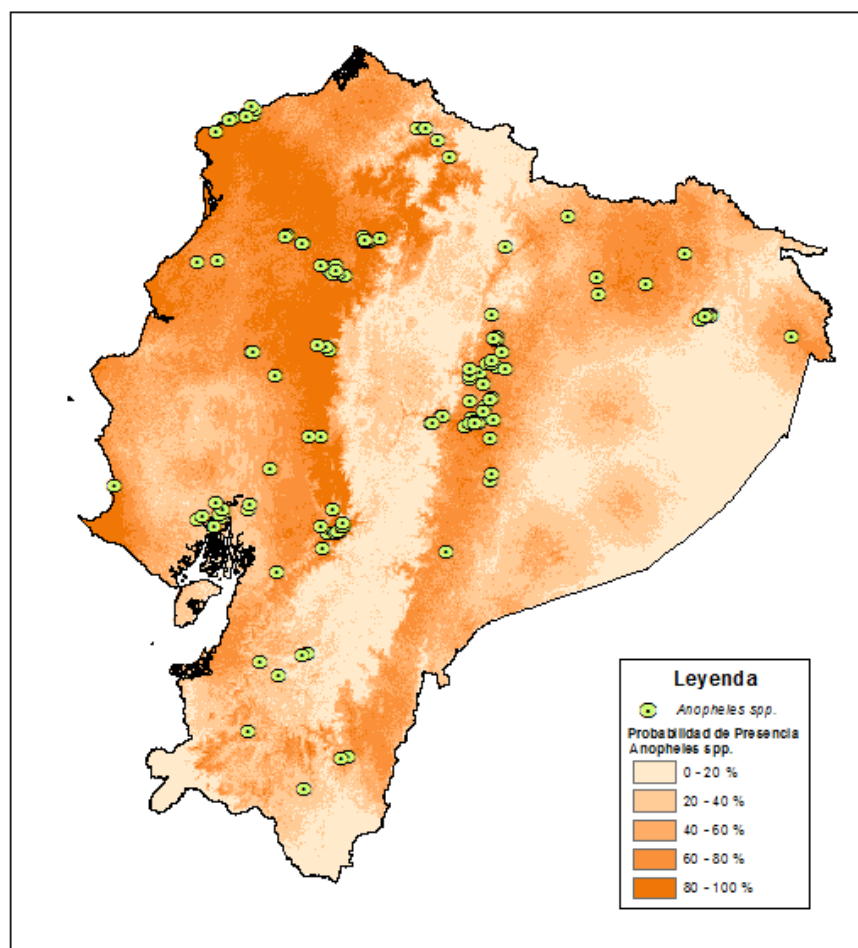 Leyenda
Anopheles spp.
Probabilidad de Presencia
Anopheles spp.
0 - 20 %
20 - 40 %
40 - 60 %
60 - 80 %
80 - 100 %